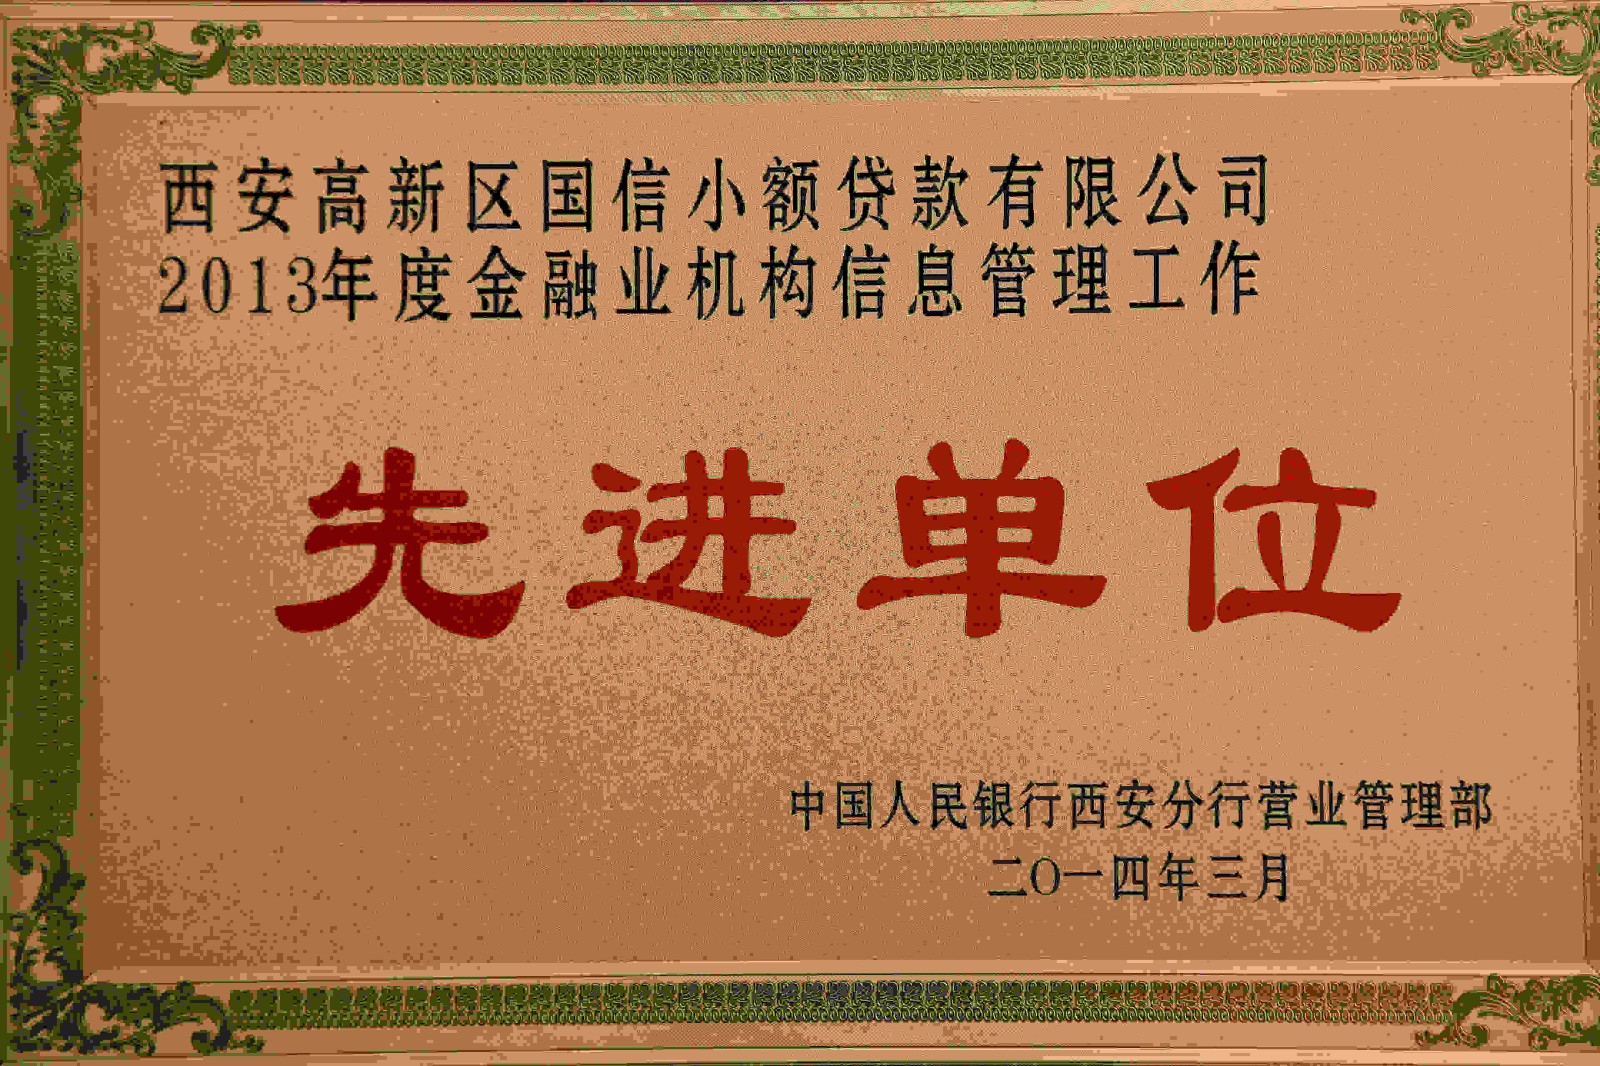 西安高新区国信小额贷款有限公司
2013年度金融业机构信息管理工作
先进单位
中国人民银行西安分行营业管理部
二〇一四年三月